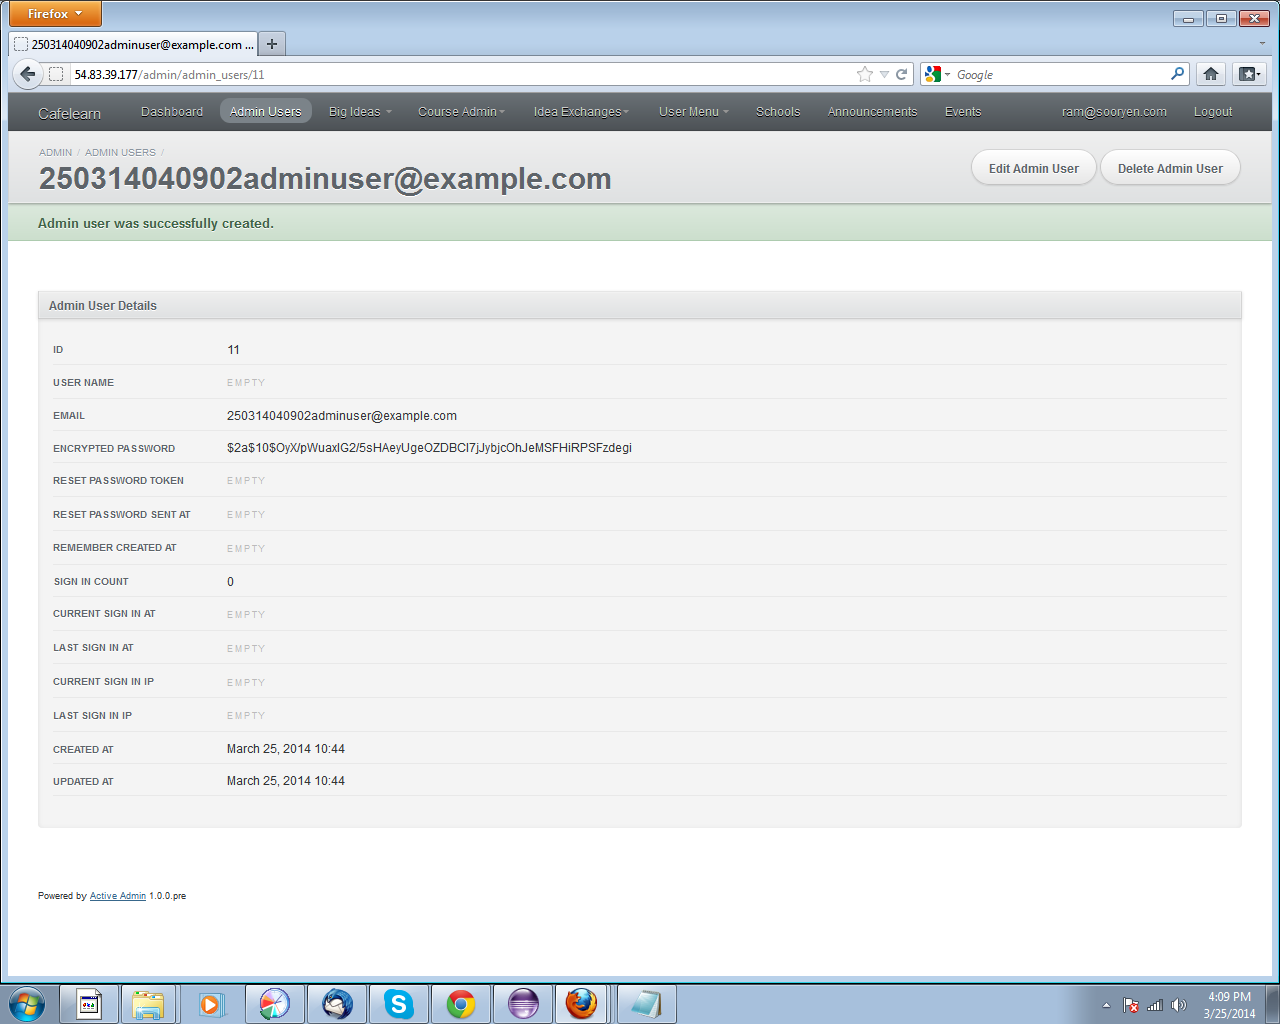 Firefox
250314040902adminuser@example.com ...
54.83.39.177/admin/admin_users/11
Google
Cafelearn Dashboard Admin Users Big Ideas Course Admin Idea Exchanges User Menu Schools Announcements Events ram@sooryen.com Logout
ADMIN / ADMIN USERS /
250314040902adminuser@example.com
Edit Admin User Delete Admin User
Admin user was successfully created.
Admin User Details
ID 11
USER NAME EMPTY
EMAIL 250314040902adminuser@example.com
ENCRYPTED PASSWORD $2a$10$OyX/pWuaxIG2/5sHAeyUgeOZDBCI7jJybjcOhJeMSFHiRPSFzdegi
RESET PASSWORD TOKEN EMPTY
RESET PASSWORD SENT AT EMPTY
REMEMBER CREATED AT EMPTY
SIGN IN COUNT 0
CURRENT SIGN IN AT EMPTY
LAST SIGN IN AT EMPTY
CURRENT SIGN IN IP EMPTY
LAST SIGN IN IP EMPTY
CREATED AT March 25, 2014 10:44
UPDATED AT March 25, 2014 10:44
Powered by Active Admin 1.0.0.pre
4:09 PM
3/25/2014